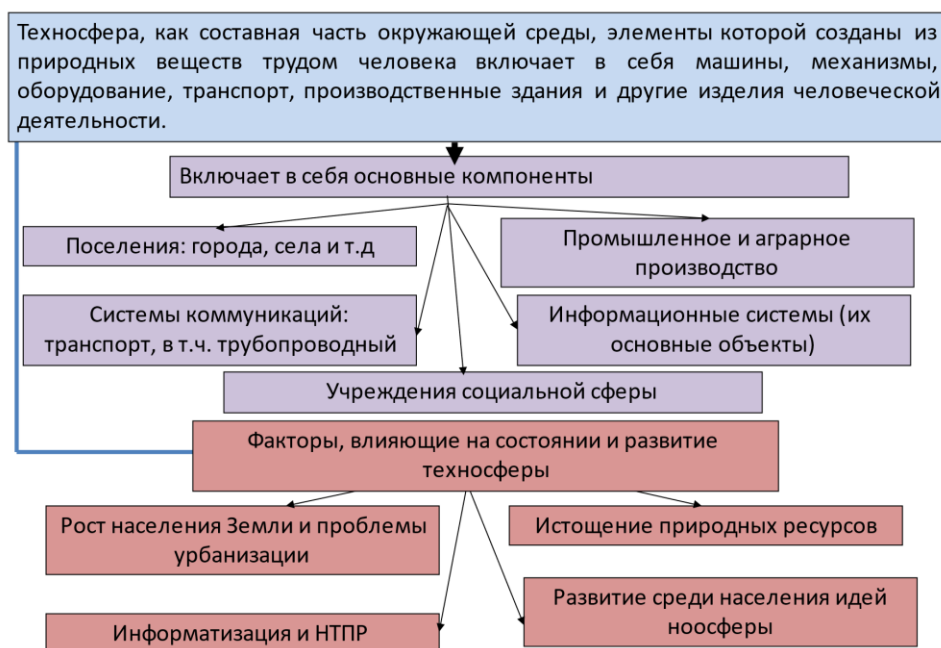 Техносфера, как составная часть окружающей среды, элементы которой созданы из
природных веществ трудом человека включает в себя машины, механизмы,
оборудование, транспорт, производственные здания и другие изделия человеческой
деятельности.
Включает в себя основные компоненты
Поселения: города, села и т.д
Промышленное и аграрное
производство
Системы коммуникаций:
транспорт, в т.ч. трубопроводный
Информационные системы (их
основные объекты)
Учреждения социальной сферы
Факторы, влияющие на состоянии и развитие
техносферы
Рост населения Земли и проблемы
урбанизации
Истощение природных ресурсов
Информатизация и НТПР
Развитие среди населения идей
ноосферы